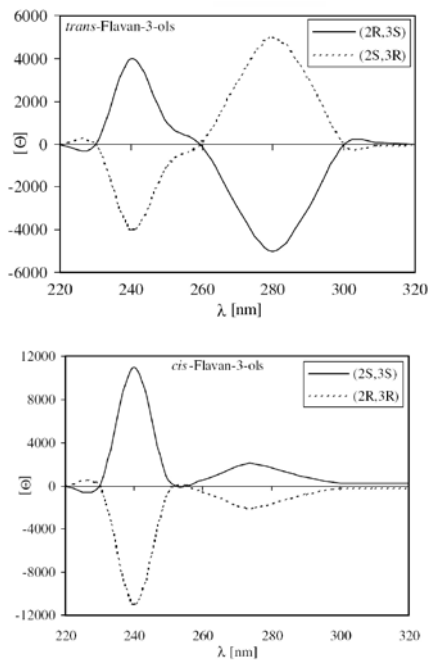 trans-Flavan-3-ols
(2R,3S)
(2S,3R)
6000
4000
2000
0
-2000
-4000
-6000
[Θ]
220 240 260 280 300 320
λ [nm]
cis-Flavan-3-ols
(2S,3S)
(2R,3R)
12000
8000
4000
0
-4000
-8000
-12000
[Θ]
220 240 260 280 300 320
λ [nm]